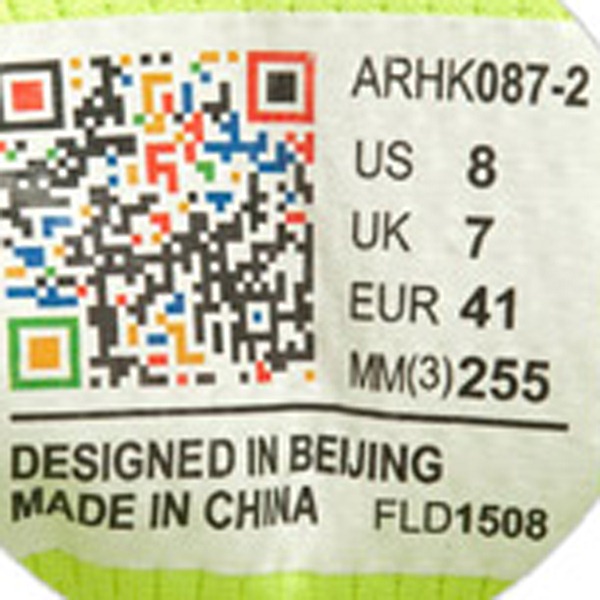 ARHK087-2
US 8
UK 7
EUR 41
MM(3) 255
DESIGNED IN BEIJING
MADE IN CHINA FLD1508